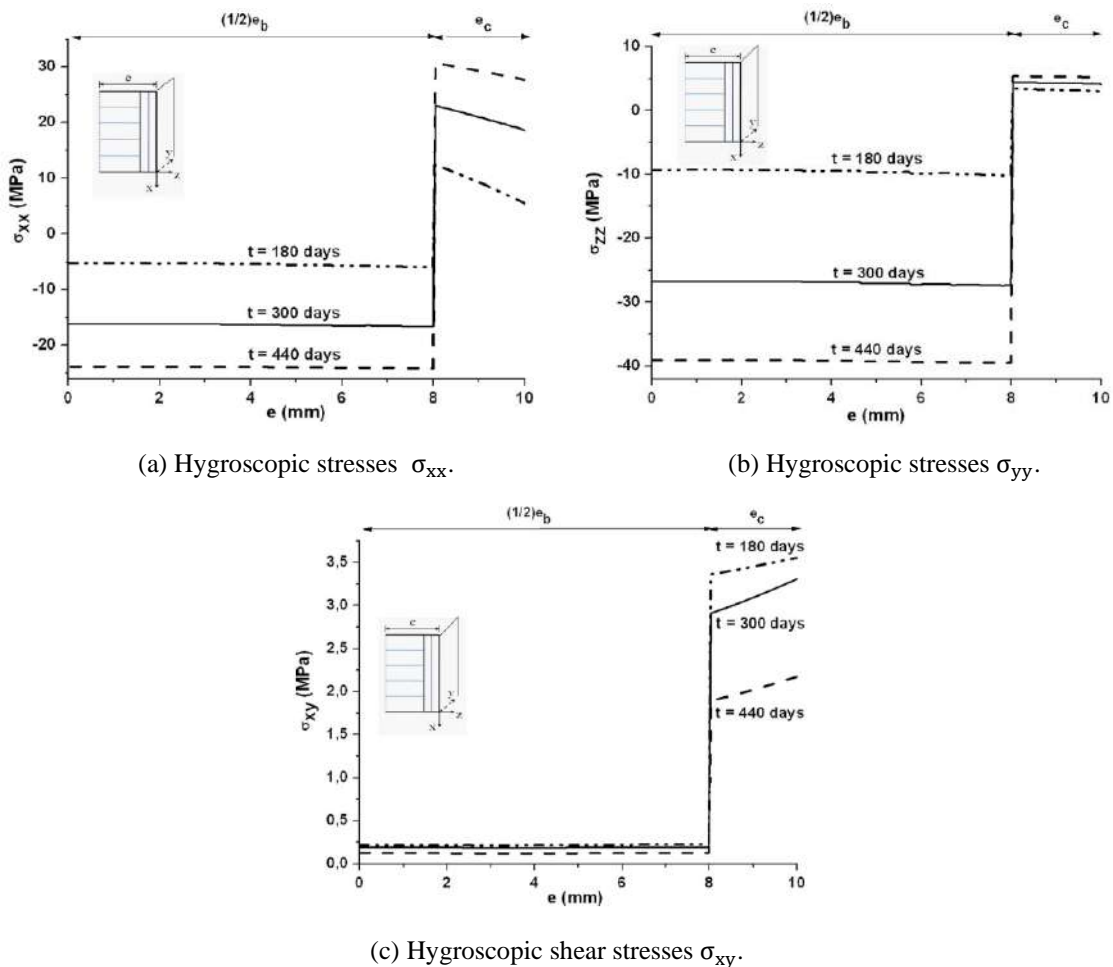 (1/2)e_b e_c
30
20
10
0
-10
-20
σ_XX (MPa)
e
y
z
x
t = 180 days
t = 300 days
t = 440 days
0 2 4 6 8 10
e (mm)
(a) Hygroscopic stresses σ_xx.
(1/2)e_b e_c
10
0
-10
-20
-30
-40
σ_ZZ (MPa)
e
y
z
x
t = 180 days
t = 300 days
t = 440 days
0 2 4 6 8 10
e (mm)
(b) Hygroscopic stresses σ_yy.
(1/2)e_b e_c
3,5
3,0
2,5
2,0
1,5
1,0
0,5
0,0
σ_xy (MPa)
e
y
z
x
t = 180 days
t = 300 days
t = 440 days
0 2 4 6 8 10
e (mm)
(c) Hygroscopic shear stresses σ_xy.